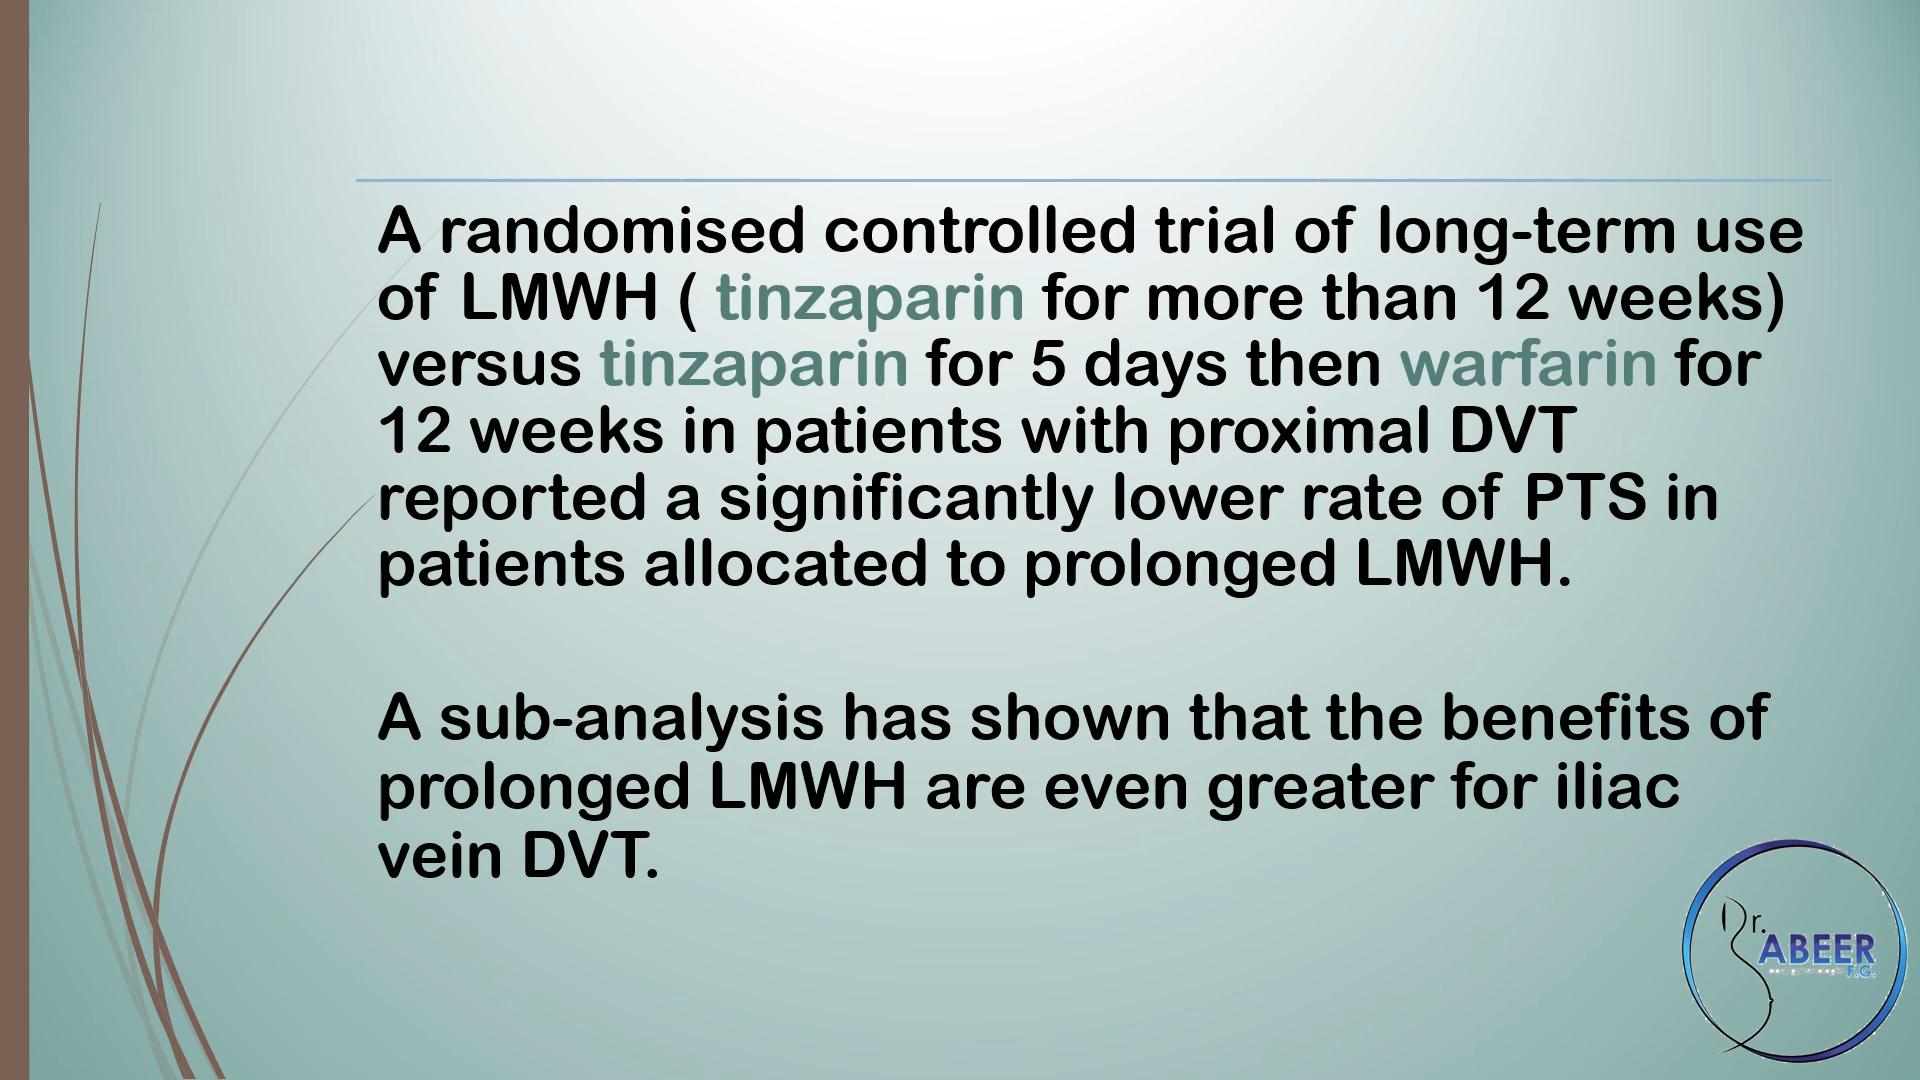 A randomised controlled trial of long-term use
of LMWH ( tinzaparin for more than 12 weeks)
versus tinzaparin for 5 days then warfarin for
12 weeks in patients with proximal DVT
reported a significantly lower rate of PTS in
patients allocated to prolonged LMWH.
A sub-analysis has shown that the benefits of
prolonged LMWH are even greater for iliac
vein DVT.
Dr.
ABEER
F.G.